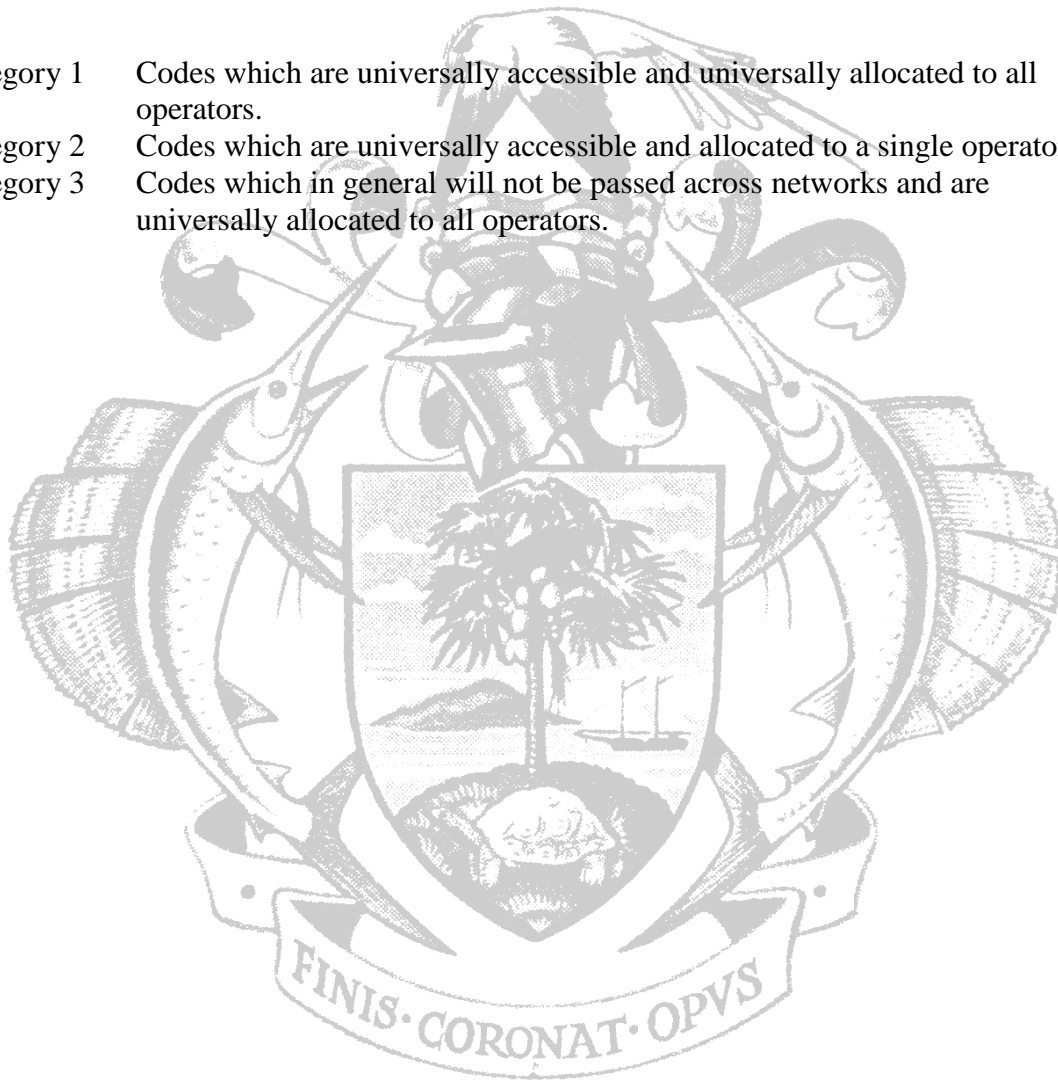 egory 1 Codes which are universally accessible and universally allocated to all
operators.
egory 2 Codes which are universally accessible and allocated to a single operato
egory 3 Codes which in general will not be passed across networks and are
universally allocated to all operators.
FINIS·CORONAT·OPVS